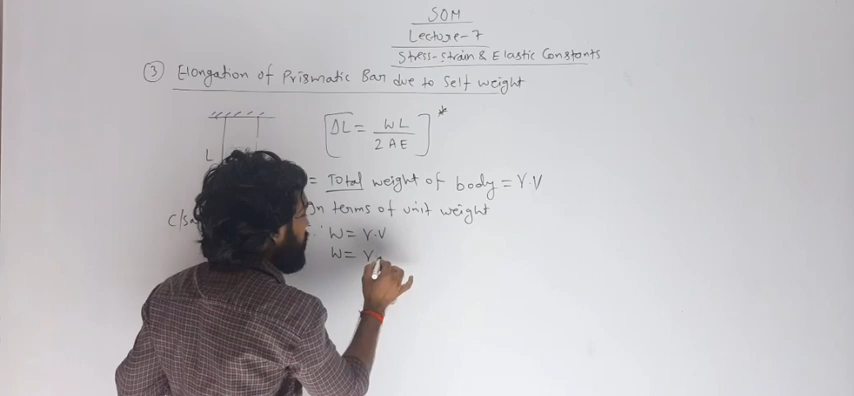 SOM
Lecture-7
Stress-strain & Elastic Constants
③ Elongation of Prismatic Bar due to Self weight
[ΔL = WL / 2AE]*
L
= Total weight of body = γ.V
In terms of unit weight
∴ W = γ.V
W = γ.